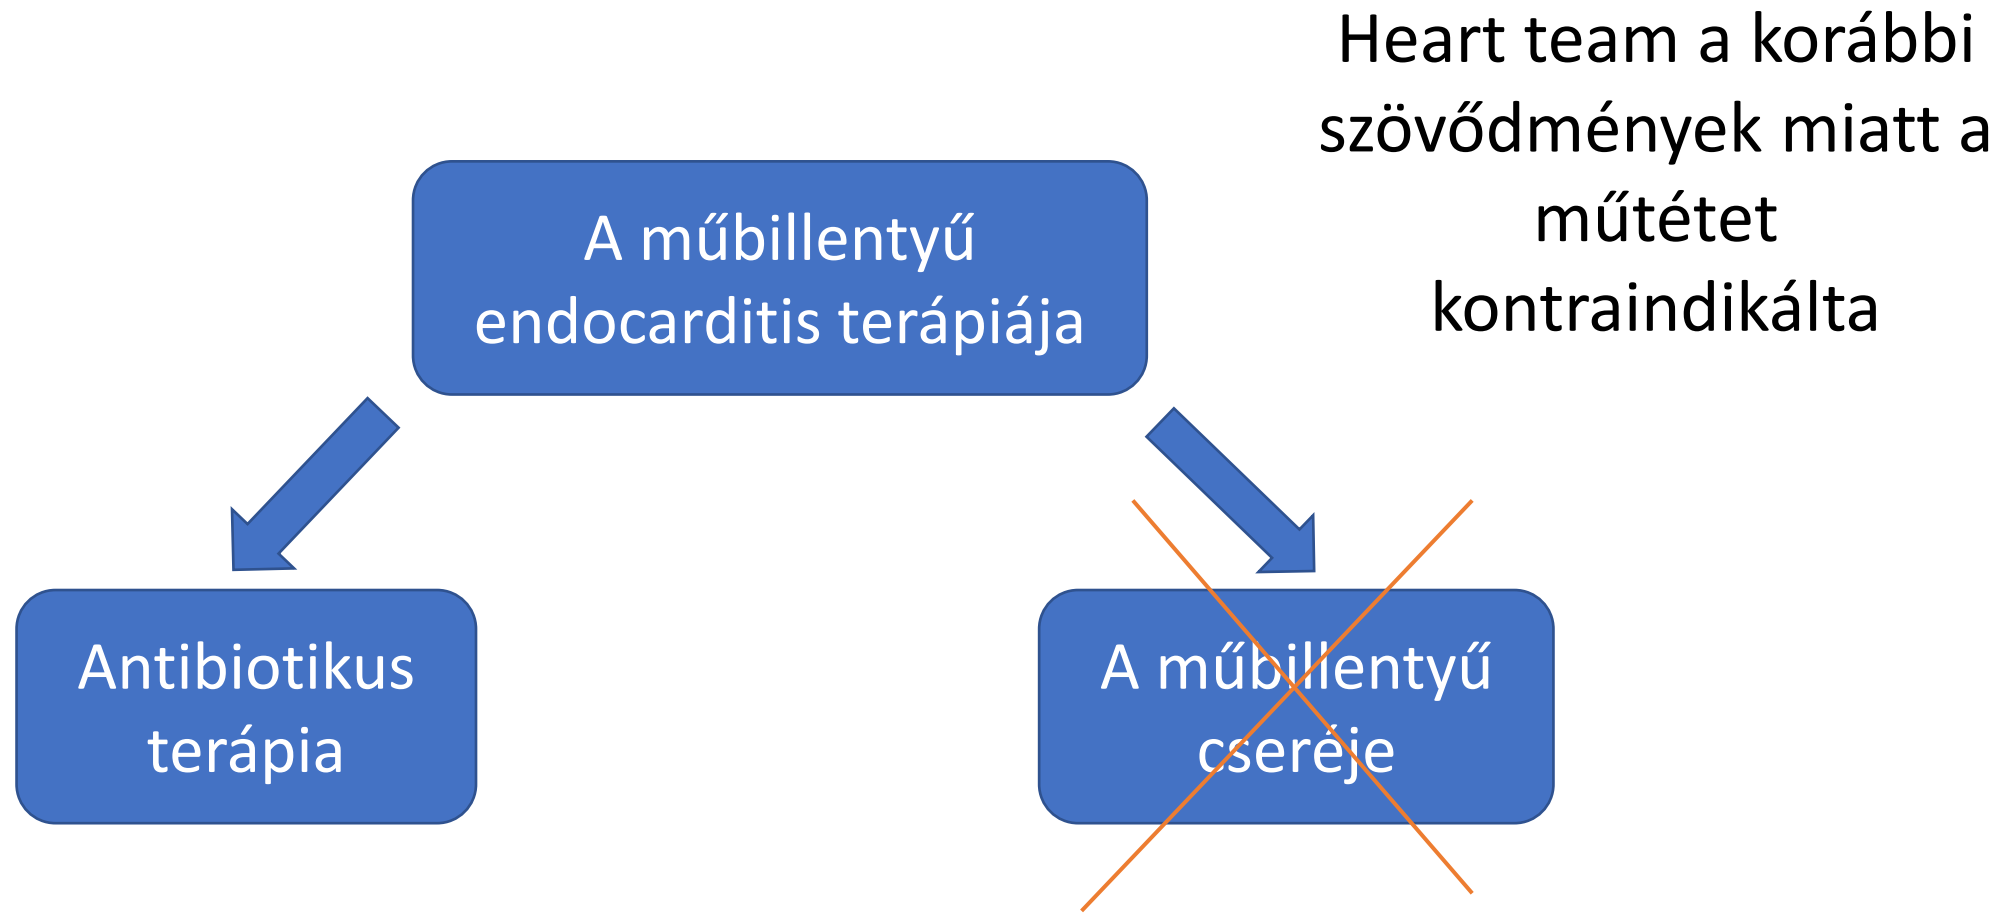 Heart team a korábbi
szövődmények miatt a
műtétet
kontraindikálta
A műbillentyű
endocarditis terápiája
Antibiotikus
terápia
A műbillentyű
cseréje